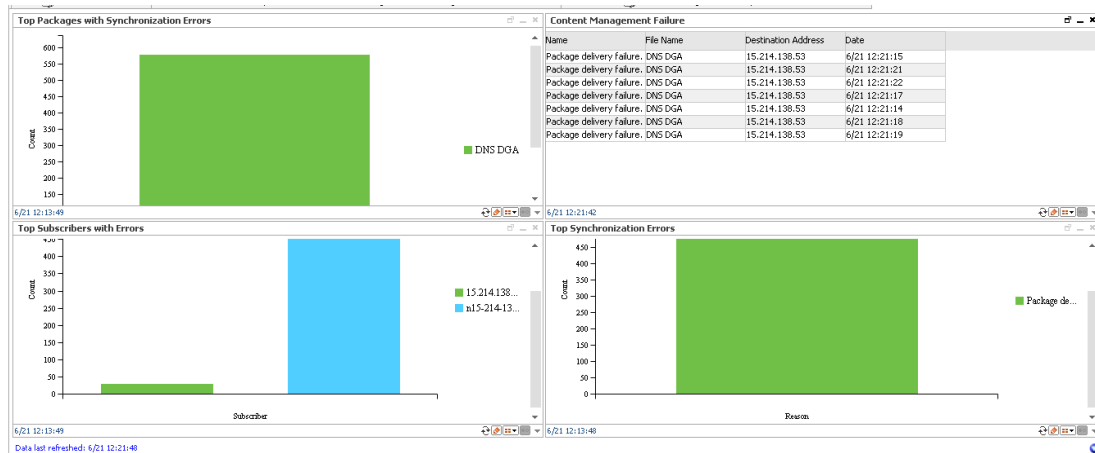 Top Packages with Synchronization Errors
600
550
500
450
400
350
300
250
200
150
Count
DNS DGA
6/21 12:13:49
Content Management Failure
Name File Name Destination Address Date
Package delivery failure. DNS DGA 15.214.138.53 6/21 12:21:15
Package delivery failure. DNS DGA 15.214.138.53 6/21 12:21:21
Package delivery failure. DNS DGA 15.214.138.53 6/21 12:21:22
Package delivery failure. DNS DGA 15.214.138.53 6/21 12:21:17
Package delivery failure. DNS DGA 15.214.138.53 6/21 12:21:14
Package delivery failure. DNS DGA 15.214.138.53 6/21 12:21:18
Package delivery failure. DNS DGA 15.214.138.53 6/21 12:21:19
6/21 12:21:42
Top Subscribers with Errors
450
400
350
300
250
200
150
100
50
0
Count
Subscriber
15.214.138...
n15-214-13...
6/21 12:13:49
Top Synchronization Errors
450
400
350
300
250
200
150
100
50
0
Count
Reason
Package de...
6/21 12:13:48
Data last refreshed: 6/21 12:21:48